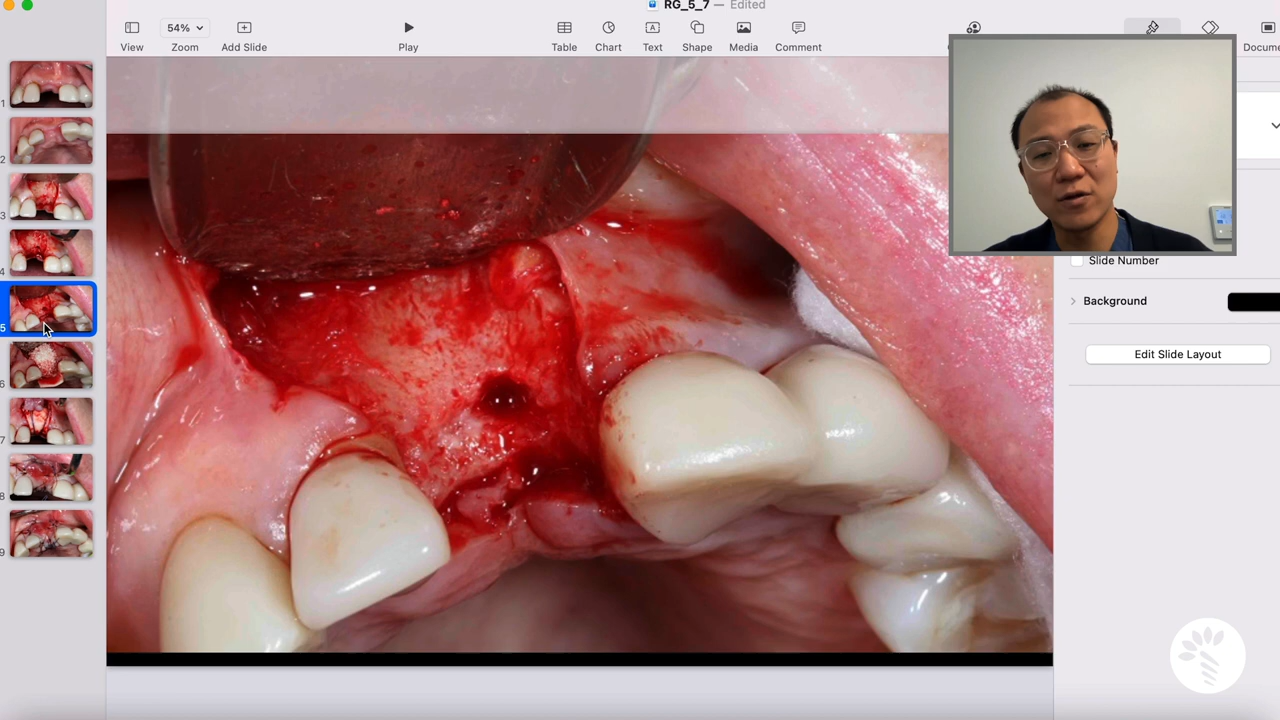 RG_5_7 — Edited
54%
View
Zoom
Add Slide
Play
Table
Chart
Text
Shape
Media
Comment
Docume
1
2
3
4
5
6
7
8
9
Slide Number
Background
Edit Slide Layout